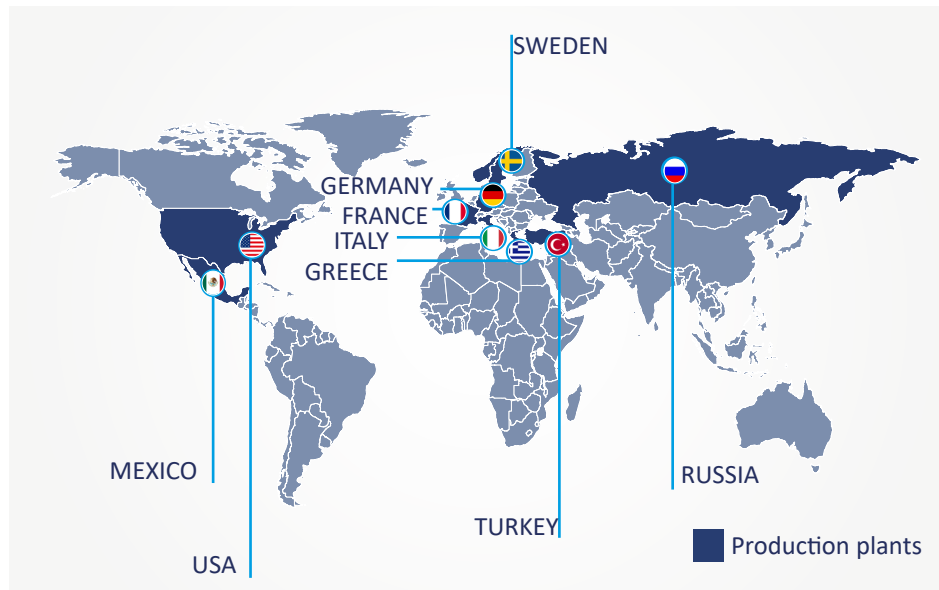 SWEDEN
GERMANY
FRANCE
ITALY
GREECE
MEXICO
RUSSIA
TURKEY
Production plants
USA